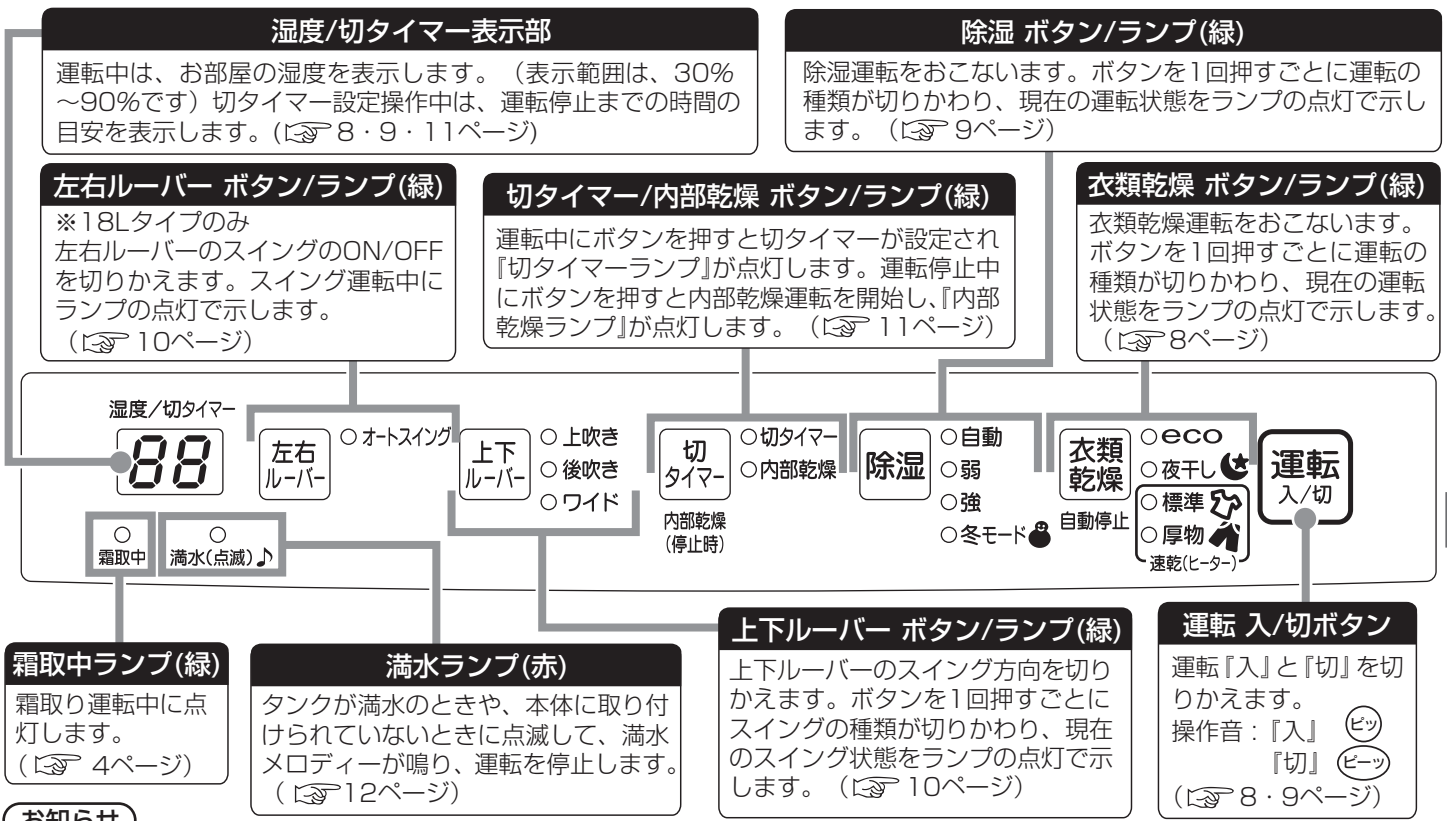 湿度/切タイマー表示部
運転中は、お部屋の湿度を表示します。（表示範囲は、30%
～90%です）切タイマー設定操作中は、運転停止までの時間の
目安を表示します。(☞8・9・11ページ)
除湿 ボタン/ランプ(緑)
除湿運転をおこないます。ボタンを1回押すごとに運転の
種類が切りかわり、現在の運転状態をランプの点灯で示し
ます。（☞9ページ）
左右ルーバー ボタン/ランプ(緑)
※18Lタイプのみ
左右ルーバーのスイングのON/OFF
を切りかえます。スイング運転中に
ランプの点灯で示します。
（☞10ページ）
切タイマー/内部乾燥 ボタン/ランプ(緑)
運転中にボタンを押すと切タイマーが設定され
『切タイマーランプ』が点灯します。運転停止中
にボタンを押すと内部乾燥運転を開始し、『内部
乾燥ランプ』が点灯します。（☞11ページ）
衣類乾燥 ボタン/ランプ(緑)
衣類乾燥運転をおこないます。
ボタンを1回押すごとに運転の
種類が切りかわり、現在の運転
状態をランプの点灯で示します。
（☞8ページ）
湿度/切タイマー
88
左右
ルーバー
○オートスイング
上下
ルーバー
○上吹き
○後吹き
○ワイド
切
タイマー
○切タイマー
○内部乾燥
内部乾燥
(停止時)
除湿
○自動
○弱
○強
○冬モード
衣類
乾燥
自動停止
○eco
○夜干し
○標準
○厚物
速乾(ヒーター)
運転
入/切
○
霜取中
○
満水(点滅)♪
霜取中ランプ(緑)
霜取り運転中に点
灯します。
(☞ 4ページ)
満水ランプ(赤)
タンクが満水のときや、本体に取り付
けられていないときに点滅して、満水
メロディーが鳴り、運転を停止します。
（☞12ページ）
上下ルーバー ボタン/ランプ(緑)
上下ルーバーのスイング方向を切り
かえます。ボタンを1回押すごとに
スイングの種類が切りかわり、現在
のスイング状態をランプの点灯で示
します。（☞10ページ）
運転 入/切ボタン
運転『入』と『切』を切
りかえます。
操作音：『入』 ピッ
『切』 ピーッ
(☞8・9ページ)
お知らせ